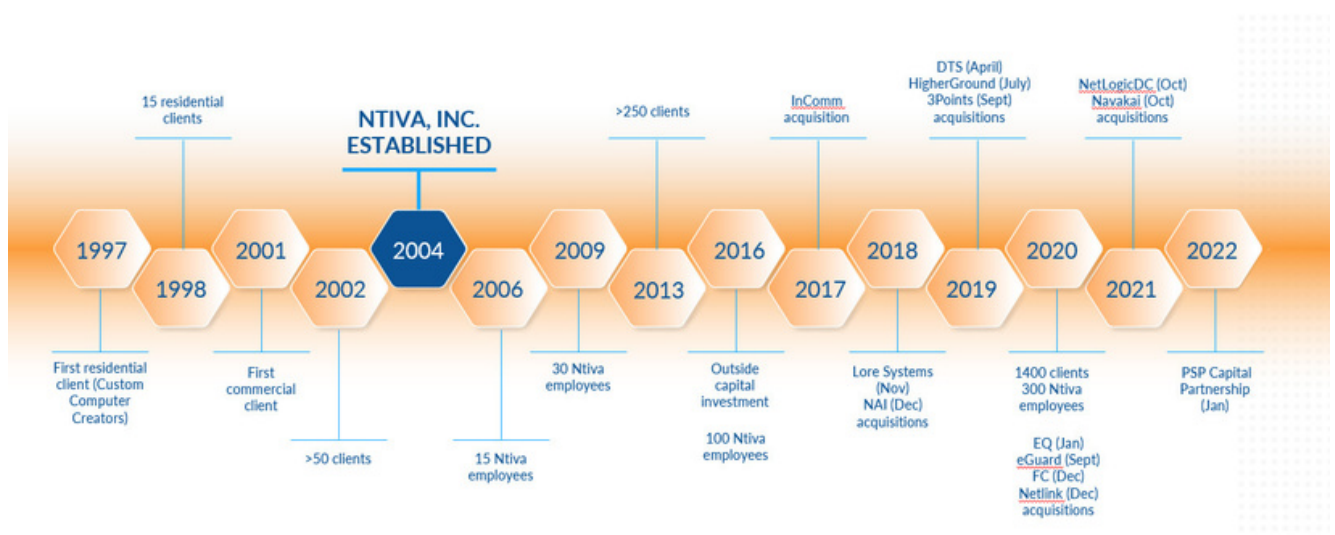 1997
First residential
client (Custom
Computer
Creators)
15 residential
clients
1998
2001
First
commercial
client
2002
>50 clients
NTIVA, INC.
ESTABLISHED
2004
2006
15 Ntiva
employees
2009
30 Ntiva
employees
>250 clients
2013
2016
Outside
capital
investment
100 Ntiva
employees
InComm
acquisition
2017
2018
Lore Systems
(Nov)
NAI (Dec)
acquisitions
DTS (April)
HigherGround (July)
3Points (Sept)
acquisitions
2019
2020
1400 clients
300 Ntiva
employees
EQ (Jan)
eGuard (Sept)
FC (Dec)
Netlink (Dec)
acquisitions
NetLogicDC (Oct)
Navakai (Oct)
acquisitions
2021
2022
PSP Capital
Partnership
(Jan)